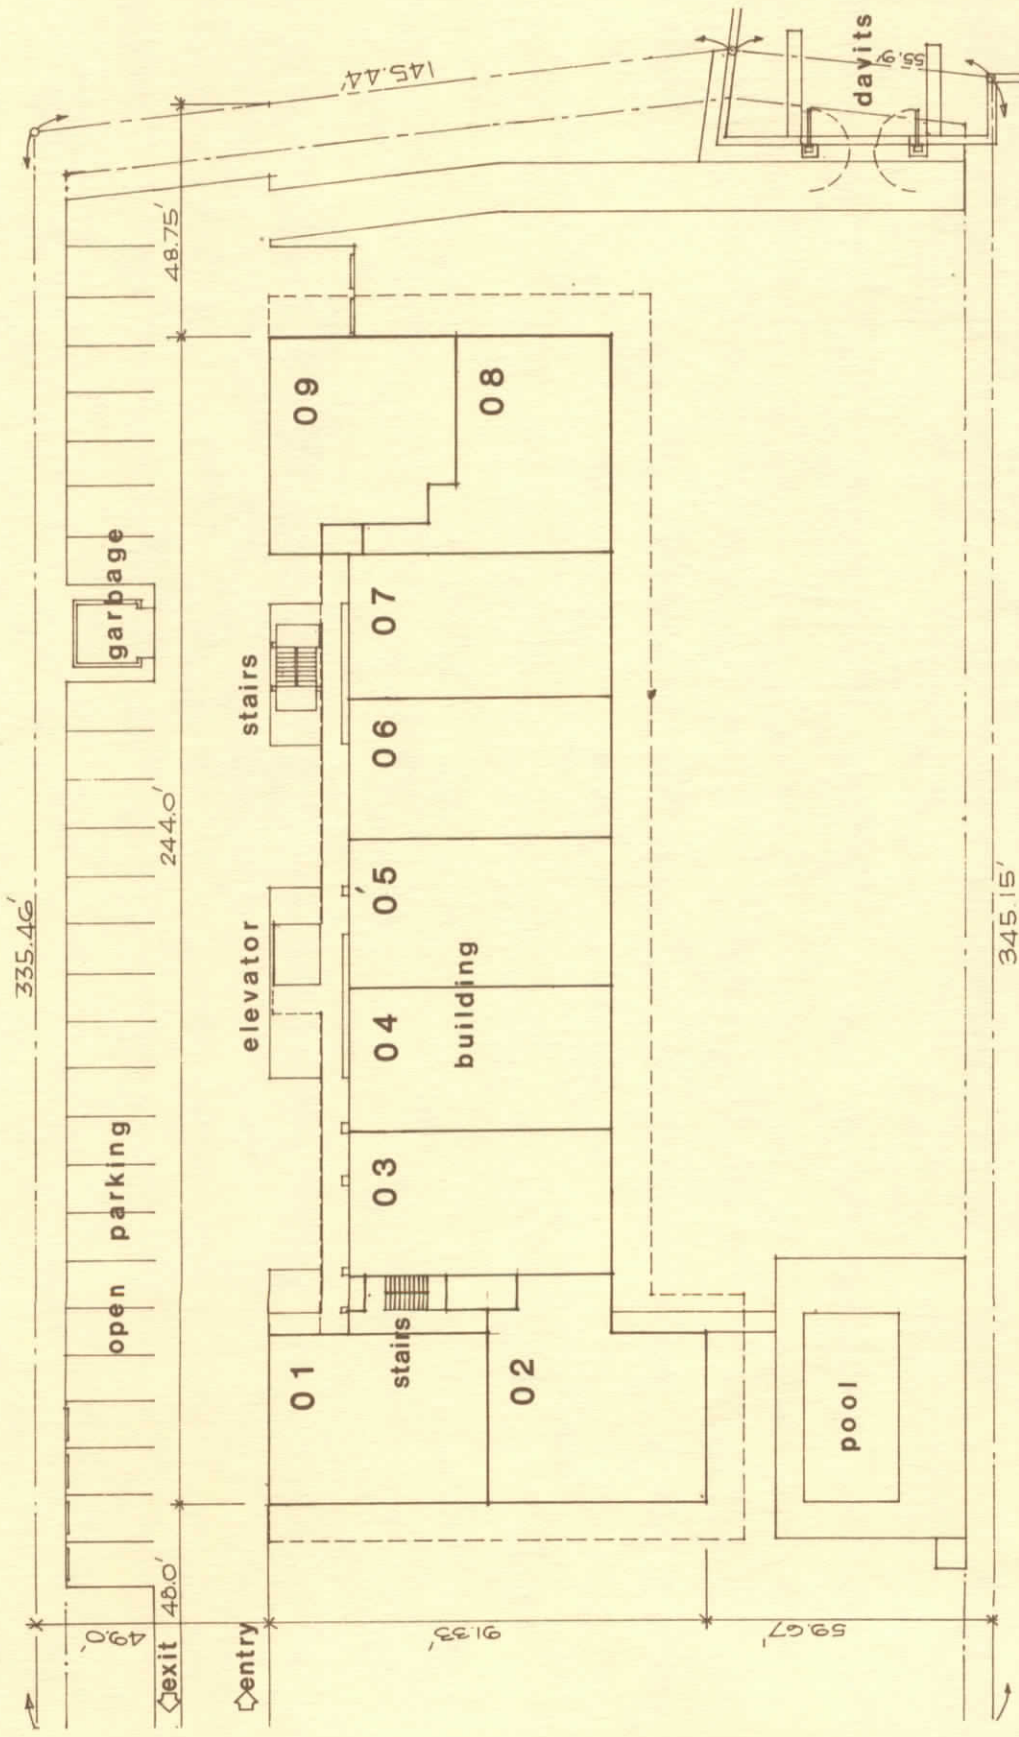 335.46'
145.44'
55.9'
davits
open parking
garbage
48.0'
244.0'
48.75'
exit
entry
elevator
stairs
01
stairs
02
03
04
05
06
07
08
09
building
pool
49.0'
91.33'
59.67'
345.15'